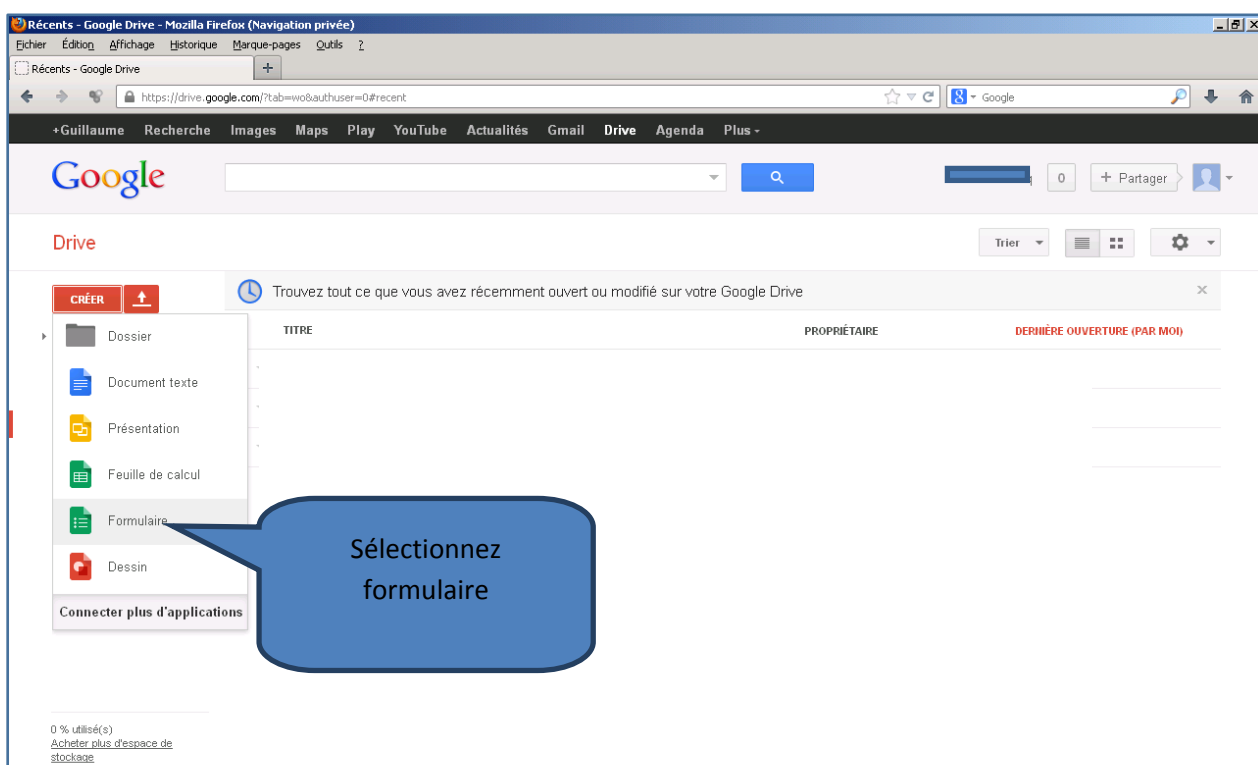 Récents - Google Drive - Mozilla Firefox (Navigation privée)
Eichier Édition Affichage Historique Marque-pages Outils ?
Récents - Google Drive +
https://drive.google.com/?tab=wo&authuser=0#recent Google
+Guillaume Recherche Images Maps Play YouTube Actualités Gmail Drive Agenda Plus
Google 0 + Partager
Drive Trier
CRÉER Trouvez tout ce que vous avez récemment ouvert ou modifié sur votre Google Drive ×
TITRE PROPRIÉTAIRE DERNIÈRE OUVERTURE (PAR MOI)
Dossier
Document texte
Présentation
Feuille de calcul
Formulaire
Dessin
Connecter plus d'applications
Sélectionnez
formulaire
0 % utilisé(s)
Acheter plus d'espace de
stockage